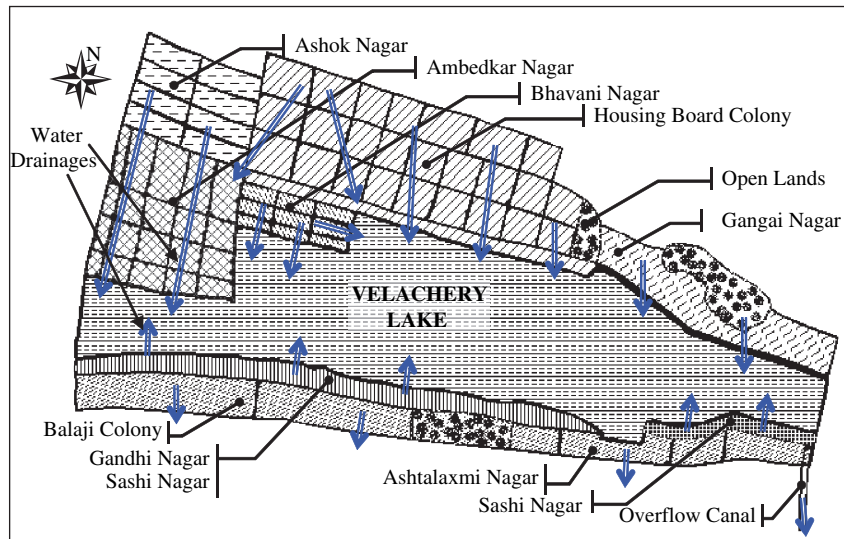 Ashok Nagar
N
Ambedkar Nagar
Bhavani Nagar
Housing Board Colony
Water
Drainages
Open Lands
Gangai Nagar
VELACHERY
LAKE
Balaji Colony
Gandhi Nagar
Sashi Nagar
Ashtalaxmi Nagar
Sashi Nagar
Overflow Canal